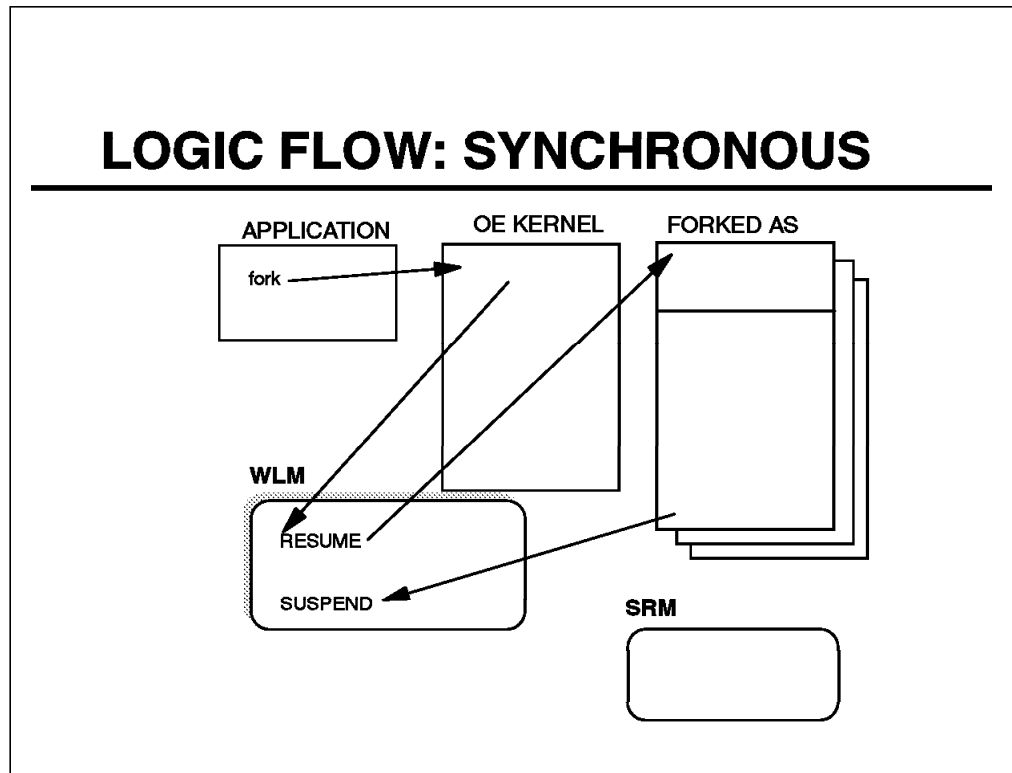 LOGIC FLOW: SYNCHRONOUS
APPLICATION
OE KERNEL
FORKED AS
fork
WLM
RESUME
SUSPEND
SRM